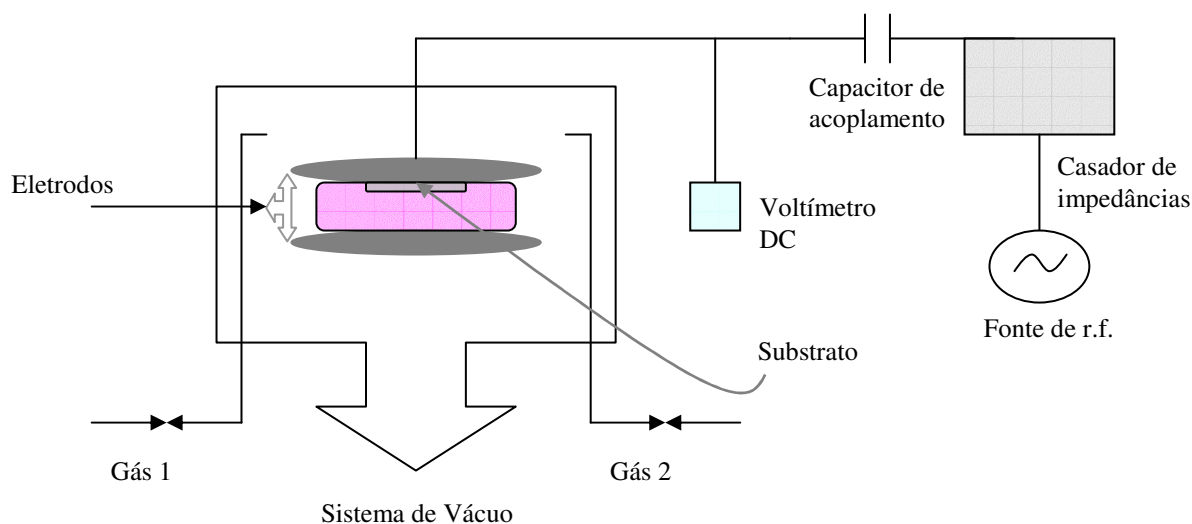 Capacitor de
acoplamento
Casador de
impedâncias
Eletrodos
Voltímetro
DC
Fonte de r.f.
Substrato
Gás 1
Gás 2
Sistema de Vácuo